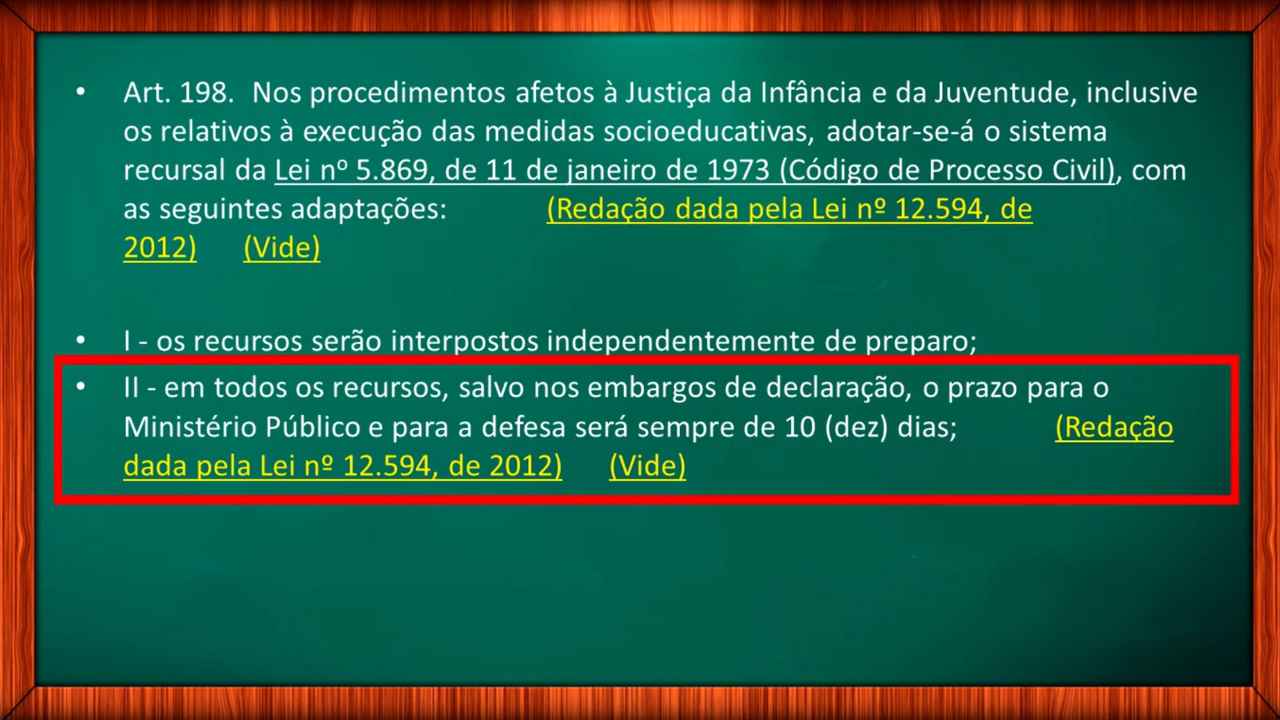 • Art. 198.  Nos procedimentos afetos à Justiça da Infância e da Juventude, inclusive
os relativos à execução das medidas socioeducativas, adotar-se-á o sistema
recursal da Lei nº 5.869, de 11 de janeiro de 1973 (Código de Processo Civil), com
as seguintes adaptações: (Redação dada pela Lei nº 12.594, de
2012) (Vide)
• I - os recursos serão interpostos independentemente de preparo;
• II - em todos os recursos, salvo nos embargos de declaração, o prazo para o
Ministério Público e para a defesa será sempre de 10 (dez) dias; (Redação
dada pela Lei nº 12.594, de 2012) (Vide)